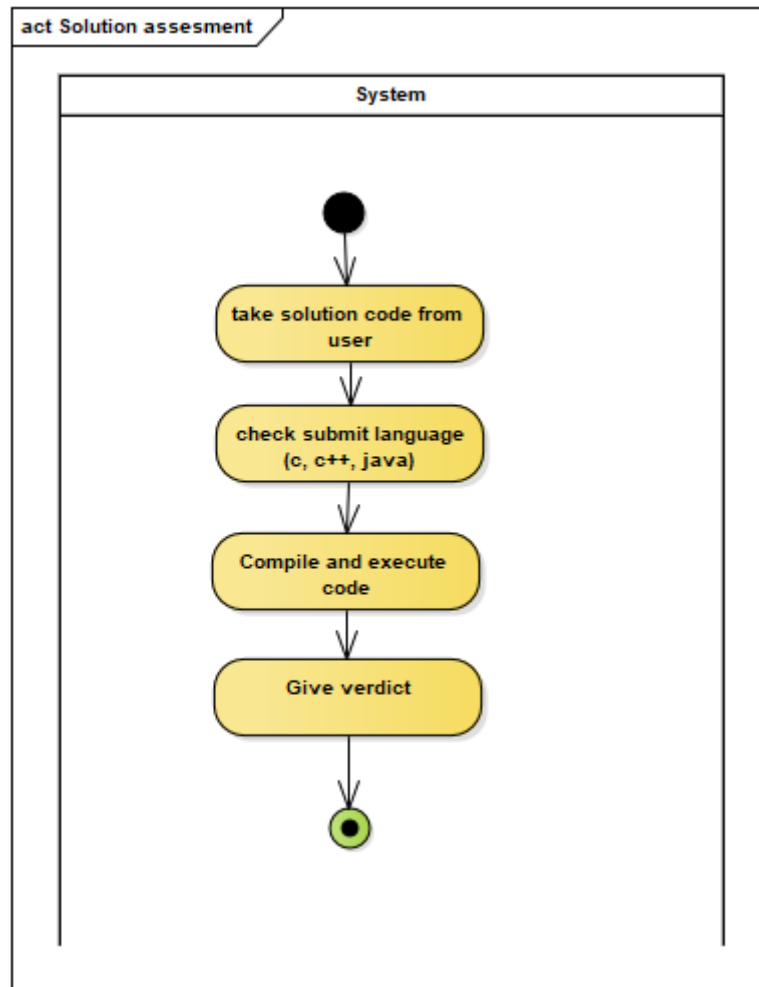 act Solution assesment
System
take solution code from
user
check submit language
(c, c++, java)
Compile and execute
code
Give verdict